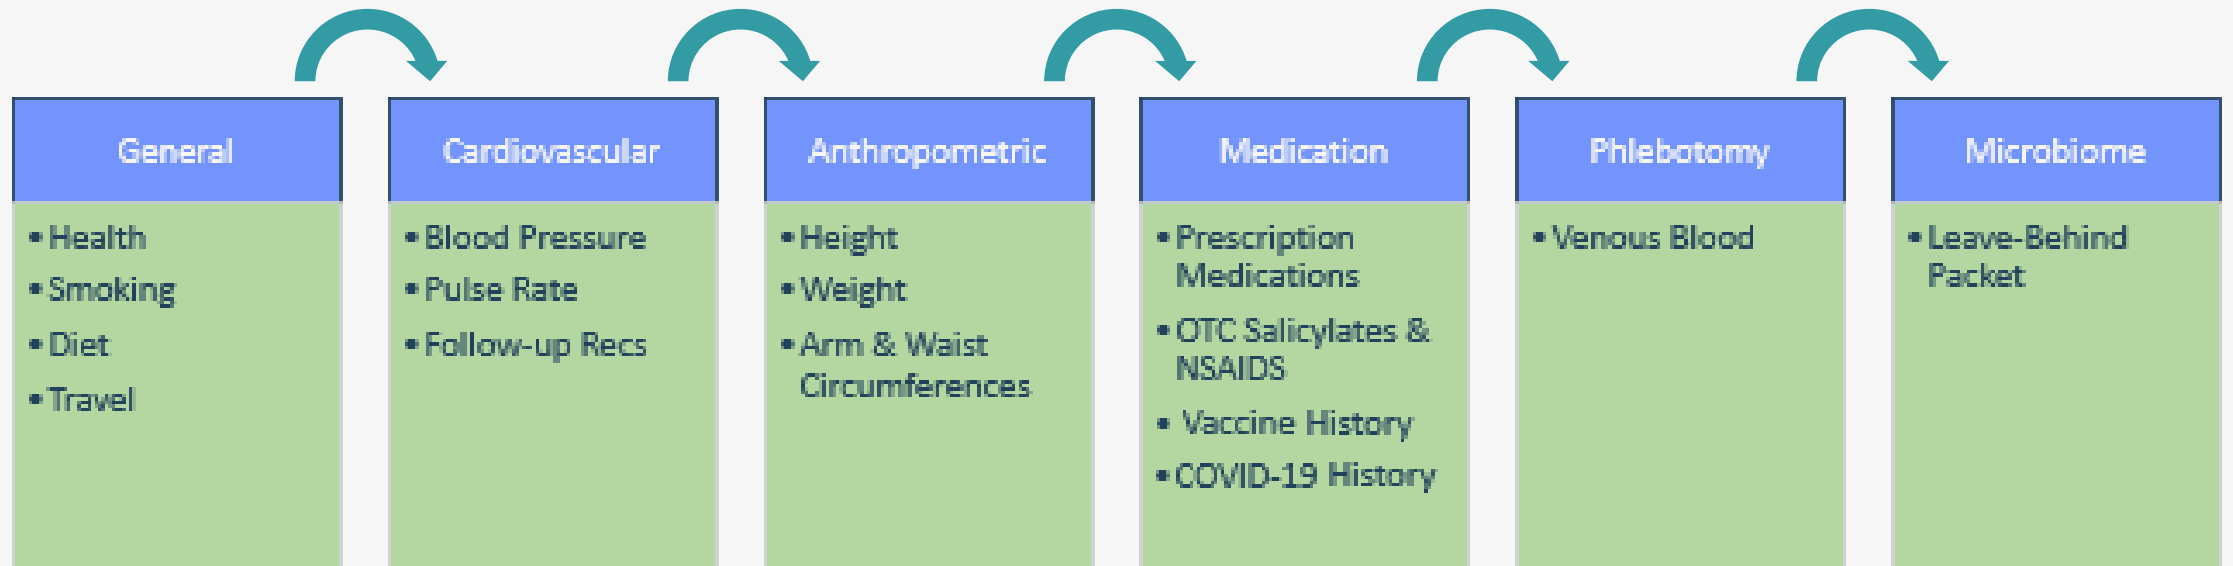 General
• Health
• Smoking
• Diet
• Travel
Cardiovascular
• Blood Pressure
• Pulse Rate
• Follow-up Recs
Anthropometric
• Height
• Weight
• Arm & Waist
Circumferences
Medication
• Prescription
Medications
• OTC Salicylates &
NSAIDS
• Vaccine History
• COVID-19 History
Phlebotomy
• Venous Blood
Microbiome
• Leave-Behind
Packet